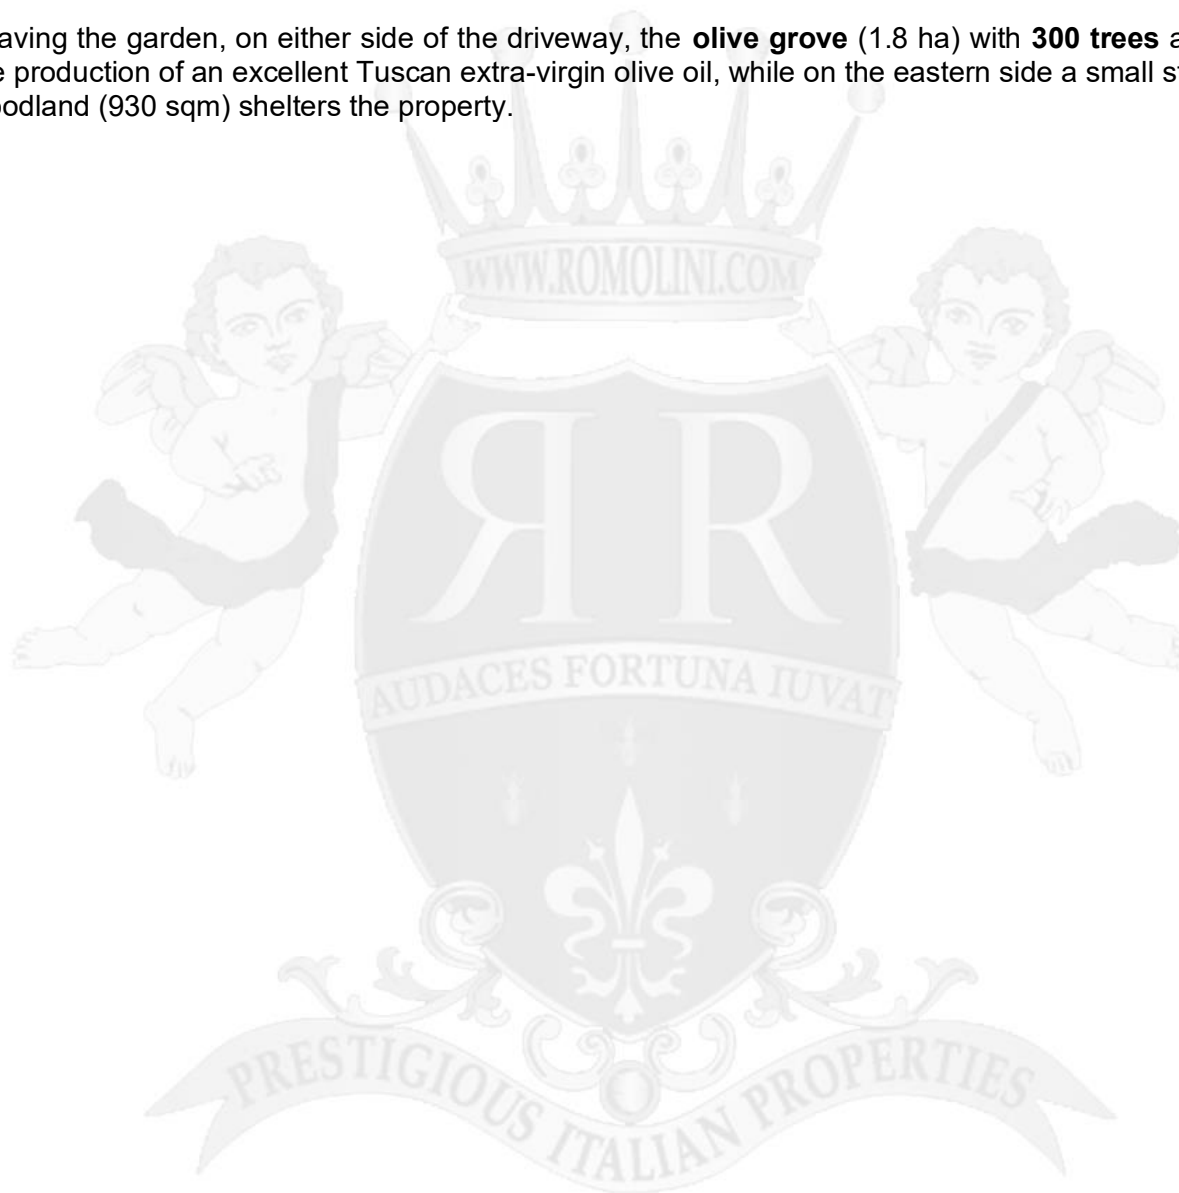 aving the garden, on either side of the driveway, the olive grove (1.8 ha) with 300 trees a
e production of an excellent Tuscan extra-virgin olive oil, while on the eastern side a small st
oodland (930 sqm) shelters the property.
WWW.ROMOLINI.COM
R R
AUDACES FORTUNA IUVAT
PRESTIGIOUS ITALIAN PROPERTIES